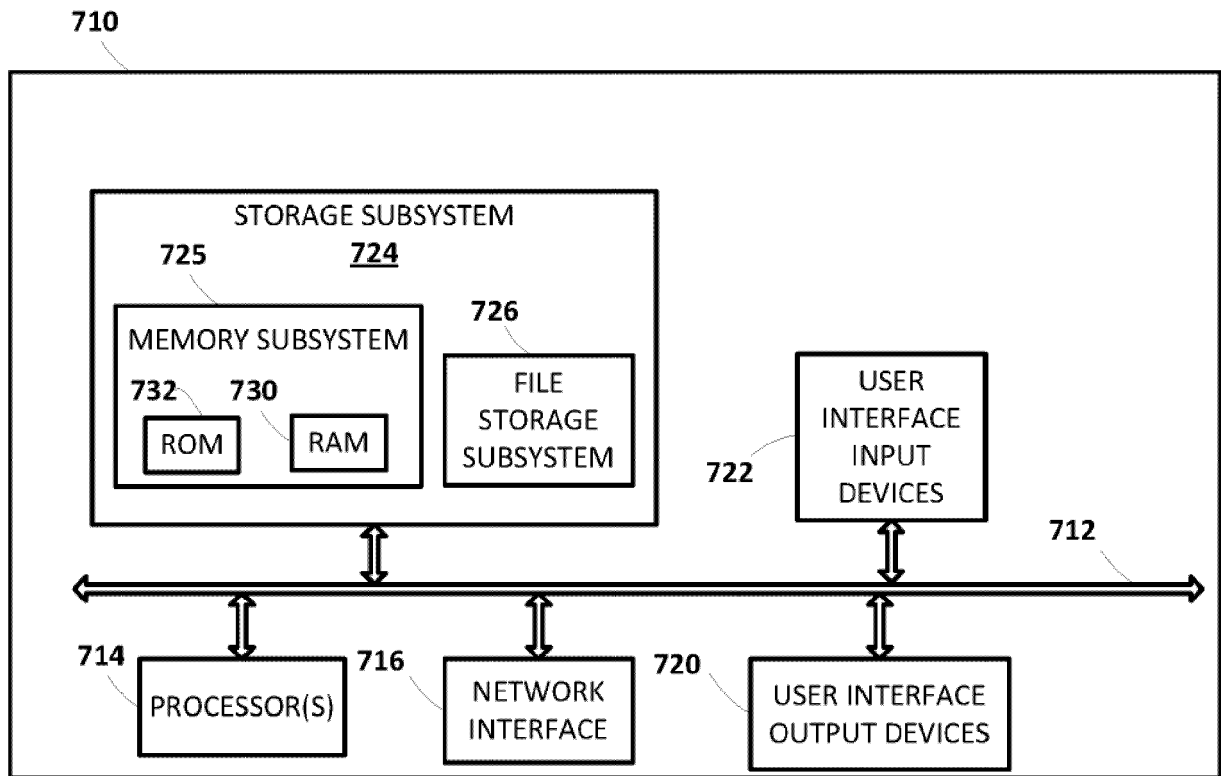 710
STORAGE SUBSYSTEM
724
725
MEMORY SUBSYSTEM
732
730
ROM
RAM
726
FILE
STORAGE
SUBSYSTEM
USER
INTERFACE
INPUT
DEVICES
722
712
714
PROCESSOR(S)
716
NETWORK
INTERFACE
720
USER INTERFACE
OUTPUT DEVICES